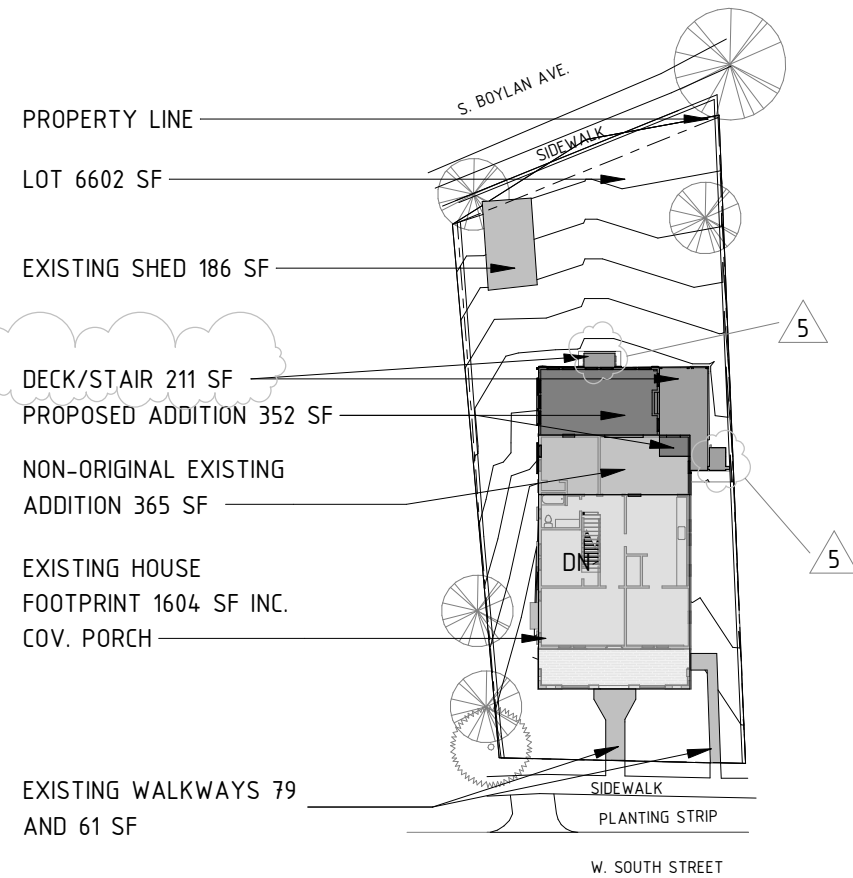 S. BOYLAN AVE.
PROPERTY LINE
SIDEWALK
LOT 6602 SF
EXISTING SHED 186 SF
5
DECK/STAIR 211 SF
PROPOSED ADDITION 352 SF
NON-ORIGINAL EXISTING
ADDITION 365 SF
5
DN
EXISTING HOUSE
FOOTPRINT 1604 SF INC.
COV. PORCH
EXISTING WALKWAYS 79
AND 61 SF
SIDEWALK
PLANTING STRIP
W. SOUTH STREET